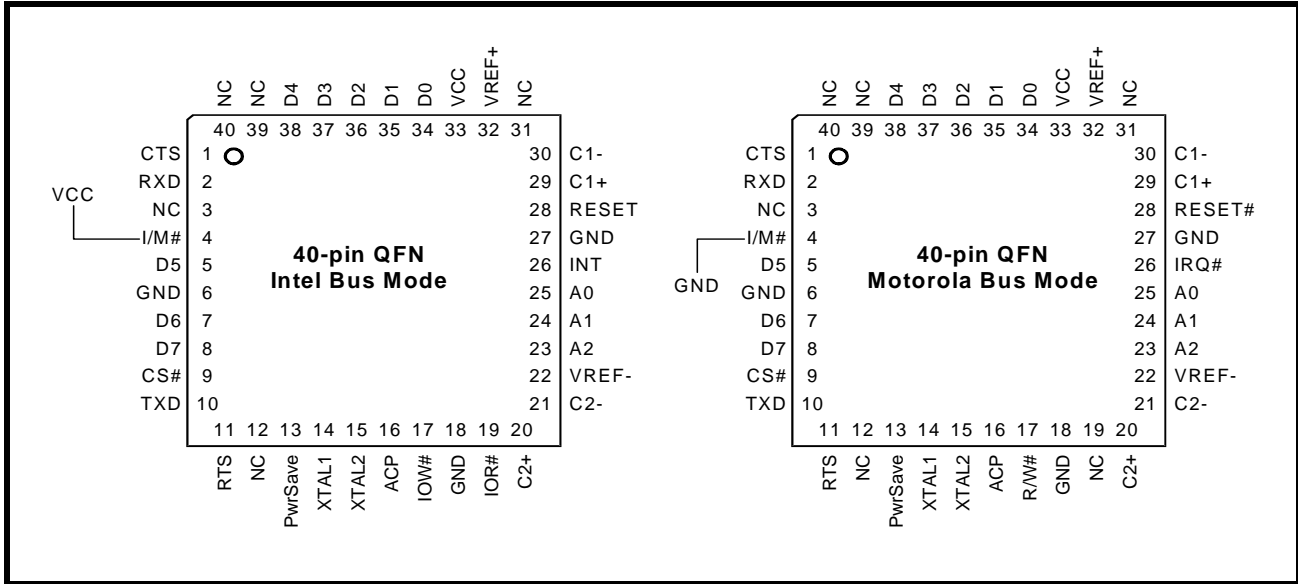 NC NC D4 D3 D2 D1 D0 VCC VREF+ NC
40 39 38 37 36 35 34 33 32 31
CTS 1 30 C1-
RXD 2 29 C1+
VCC
NC 3 28 RESET
I/M# 4 27 GND
D5 5 26 INT
GND 6 25 A0
D6 7 24 A1
D7 8 23 A2
CS# 9 22 VREF-
TXD 10 21 C2-
40-pin QFN
Intel Bus Mode
11 12 13 14 15 16 17 18 19 20
RTS NC PwrSave XTAL1 XTAL2 ACP IOW# GND IOR# C2+
NC NC D4 D3 D2 D1 D0 VCC VREF+ NC
40 39 38 37 36 35 34 33 32 31
CTS 1 30 C1-
RXD 2 29 C1+
NC 3 28 RESET#
I/M# 4 27 GND
D5 5 26 IRQ#
GND
GND 6 25 A0
D6 7 24 A1
D7 8 23 A2
CS# 9 22 VREF-
TXD 10 21 C2-
40-pin QFN
Motorola Bus Mode
11 12 13 14 15 16 17 18 19 20
RTS NC PwrSave XTAL1 XTAL2 ACP R/W# GND NC C2+